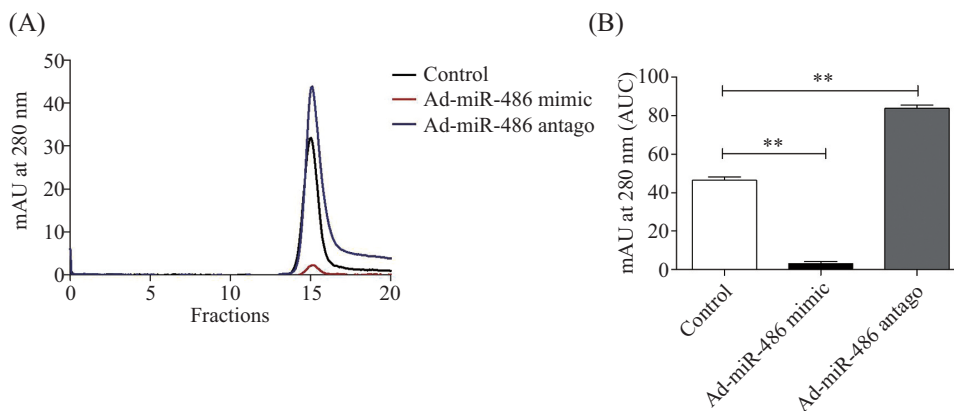 (A)
50
40
30
20
10
0
mAU at 280 nm
0
5
10
15
20
Fractions
Control
Ad-miR-486 mimic
Ad-miR-486 antago
(B)
100
80
60
40
20
0
mAU at 280 nm (AUC)
**
**
Control
Ad-miR-486 mimic
Ad-miR-486 antago